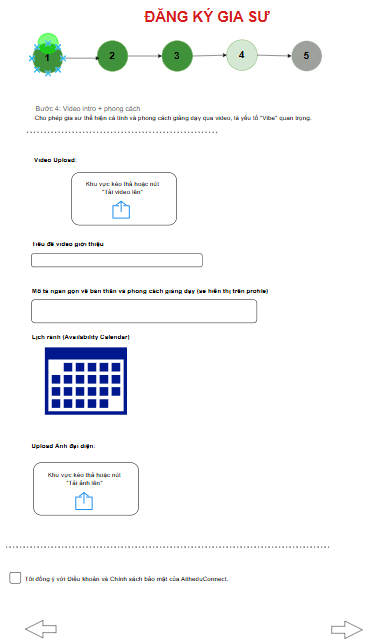 ĐĂNG KÝ GIA SƯ
1 2 3 4 5
Bước 4: Video intro + phong cách
Cho phép gia sư thể hiện cá tính và phong cách giảng dạy qua video, là yếu tố "Vibe" quan trọng.
Video Upload:
Khu vực kéo thả hoặc nút
"Tải video lên"
Tiêu đề video giới thiệu
Mô tả ngắn gọn về bản thân và phong cách giảng dạy (sẽ hiển thị trên profile)
Lịch rảnh (Availability Calendar)
Upload Ảnh đại diện:
Khu vực kéo thả hoặc nút
"Tải ảnh lên"
Tôi đồng ý với Điều khoản và Chính sách bảo mật của AitheduConnect.